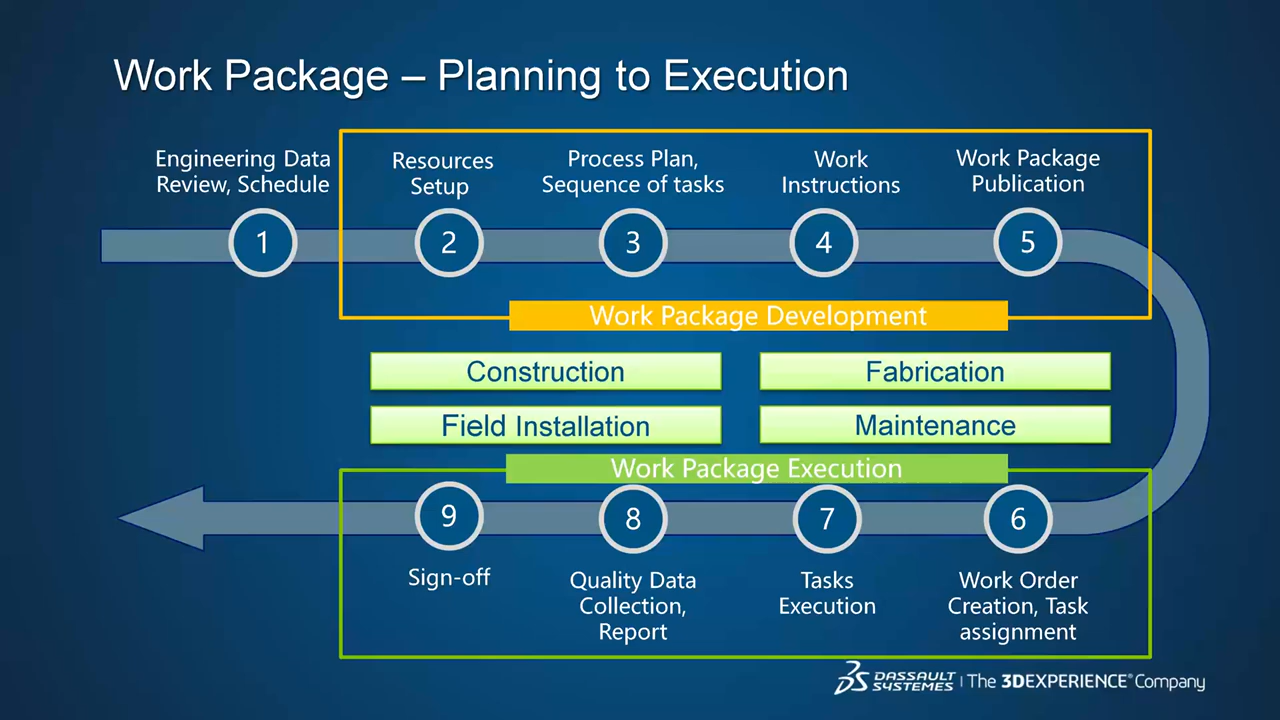 Work Package – Planning to Execution
Engineering Data
Review, Schedule
Resources
Setup
Process Plan,
Sequence of tasks
Work
Instructions
Work Package
Publication
1
2
3
4
5
Work Package Development
Construction
Fabrication
Field Installation
Maintenance
Work Package Execution
9
8
7
6
Sign-off
Quality Data
Collection,
Report
Tasks
Execution
Work Order
Creation, Task
assignment
3DS DASSAULT
SYSTEMES | The 3DEXPERIENCE® Company